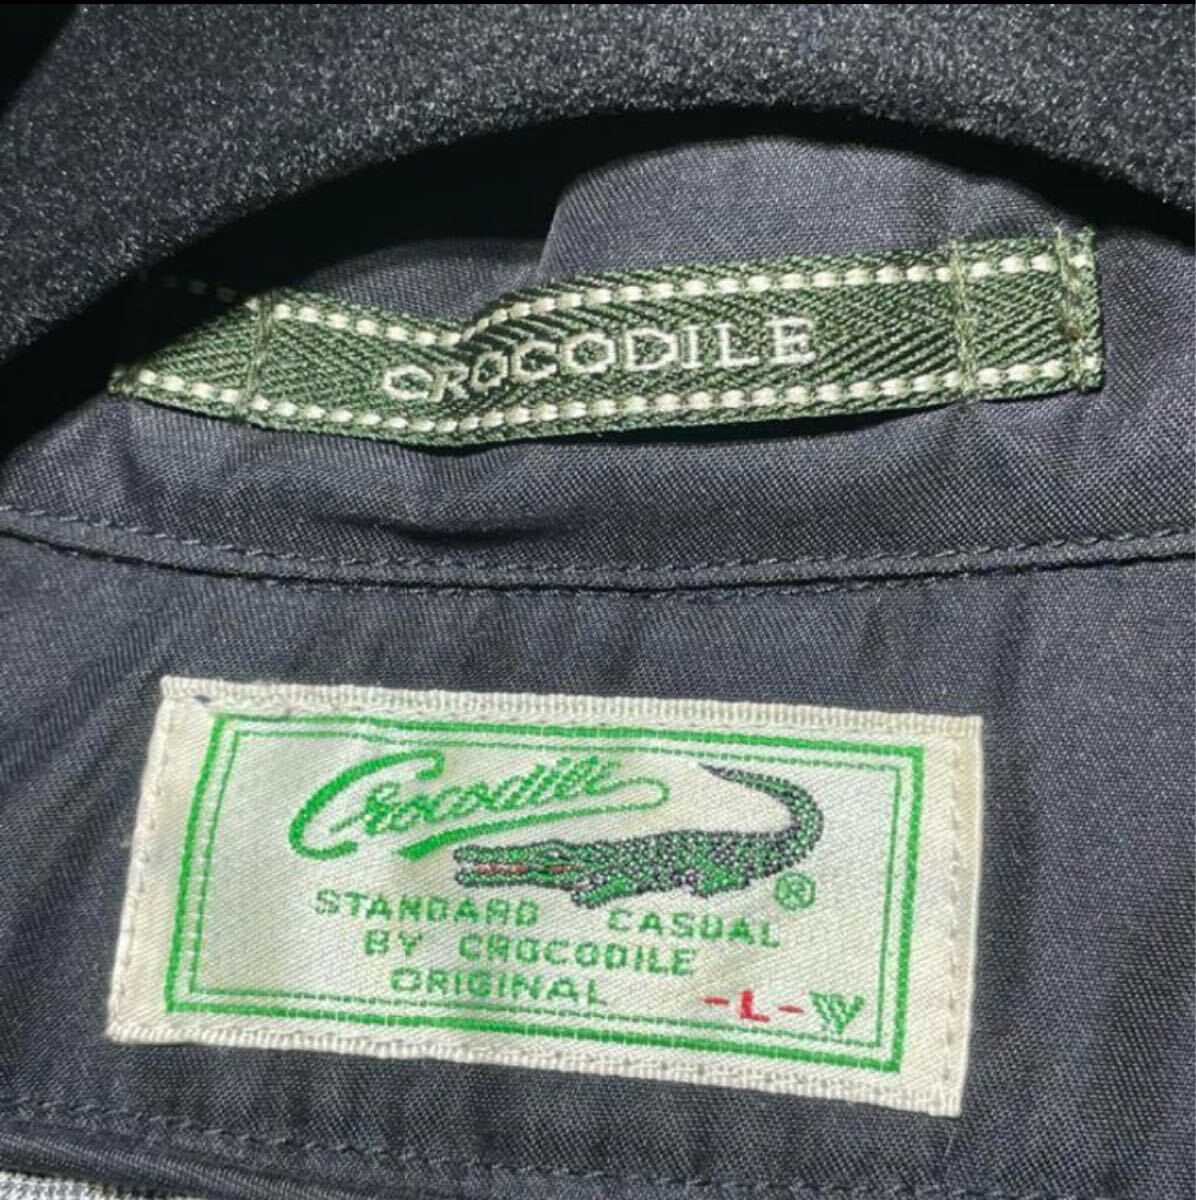 CROCODILE
Crocodile
®
STANDARD CASUAL
BY CROCODILE
ORIGINAL
-L-W